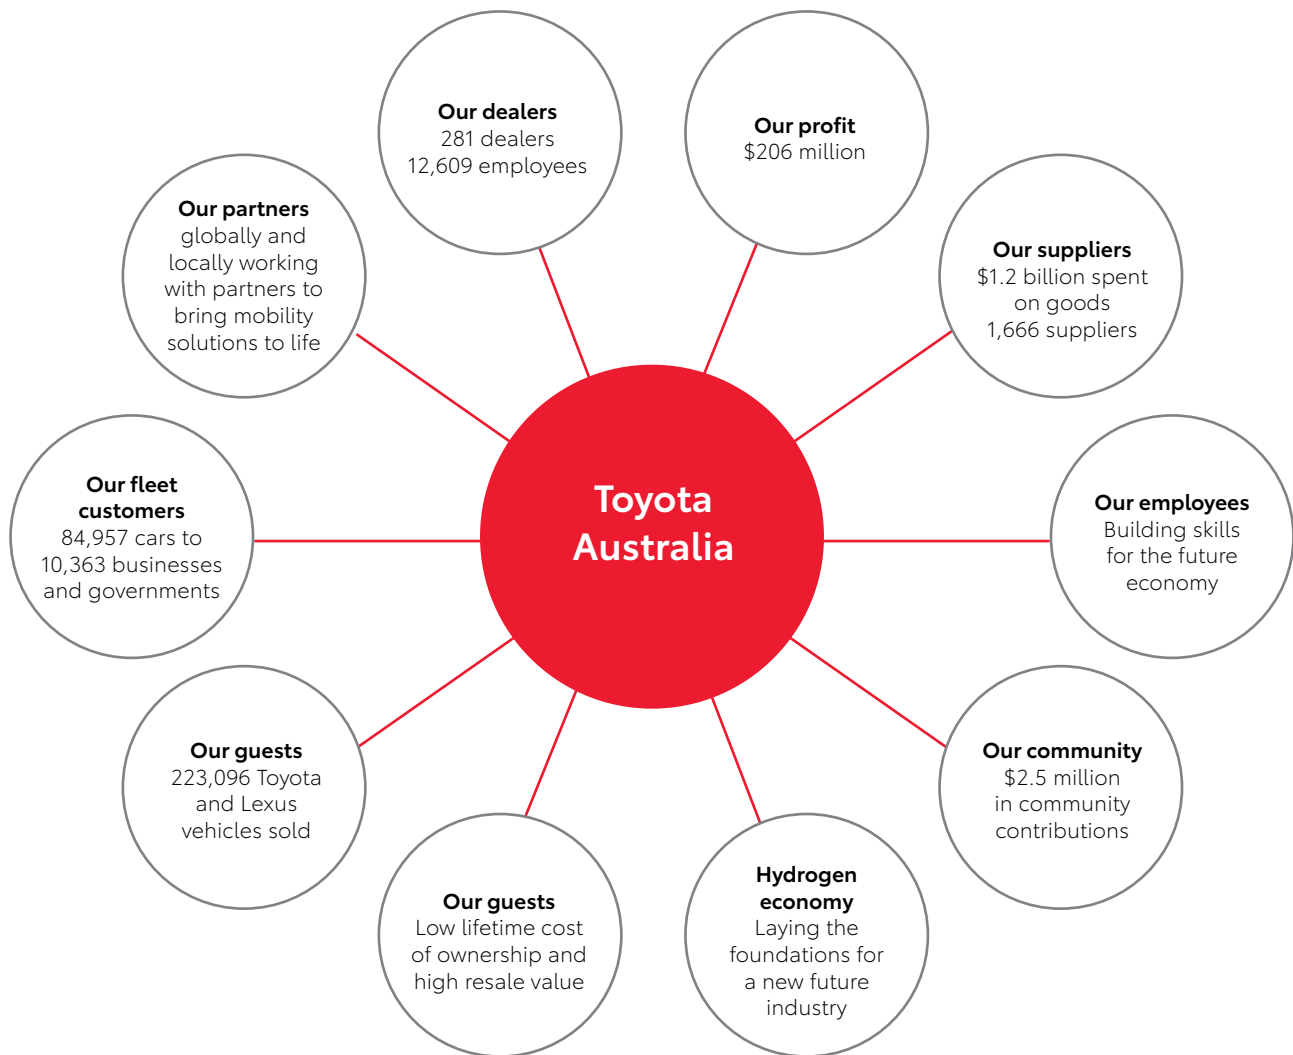 Our dealers
281 dealers
12,609 employees
Our profit
$206 million
Our partners
globally and
locally working
with partners to
bring mobility
solutions to life
Our suppliers
$1.2 billion spent
on goods
1,666 suppliers
Our fleet
customers
84,957 cars to
10,363 businesses
and governments
Toyota
Australia
Our employees
Building skills
for the future
economy
Our guests
223,096 Toyota
and Lexus
vehicles sold
Our community
$2.5 million
in community
contributions
Our guests
Low lifetime cost
of ownership and
high resale value
Hydrogen
economy
Laying the
foundations for
a new future
industry